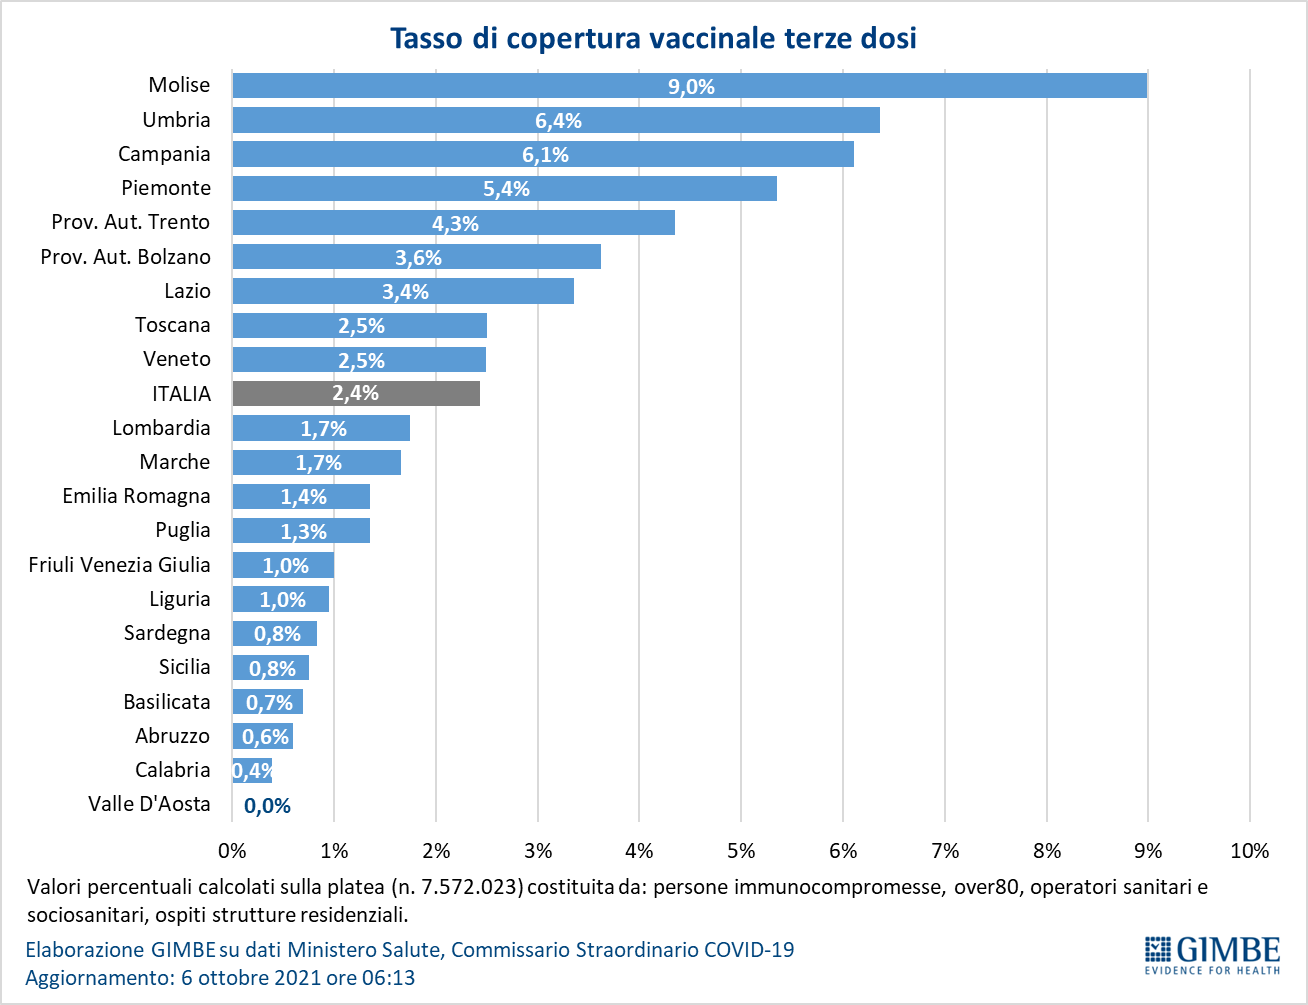 Tasso di copertura vaccinale terze dosi
Molise 9,0%
Umbria 6,4%
Campania 6,1%
Piemonte 5,4%
Prov. Aut. Trento 4,3%
Prov. Aut. Bolzano 3,6%
Lazio 3,4%
Toscana 2,5%
Veneto 2,5%
ITALIA 2,4%
Lombardia 1,7%
Marche 1,7%
Emilia Romagna 1,4%
Puglia 1,3%
Friuli Venezia Giulia 1,0%
Liguria 1,0%
Sardegna 0,8%
Sicilia 0,8%
Basilicata 0,7%
Abruzzo 0,6%
Calabria 0,4%
Valle D'Aosta 0,0%
0% 1% 2% 3% 4% 5% 6% 7% 8% 9% 10%
Valori percentuali calcolati sulla platea (n. 7.572.023) costituita da: persone immunocompromesse, over80, operatori sanitari e
sociosanitari, ospiti strutture residenziali.
Elaborazione GIMBE su dati Ministero Salute, Commissario Straordinario COVID-19
Aggiornamento: 6 ottobre 2021 ore 06:13
GIMBE
EVIDENCE FOR HEALTH